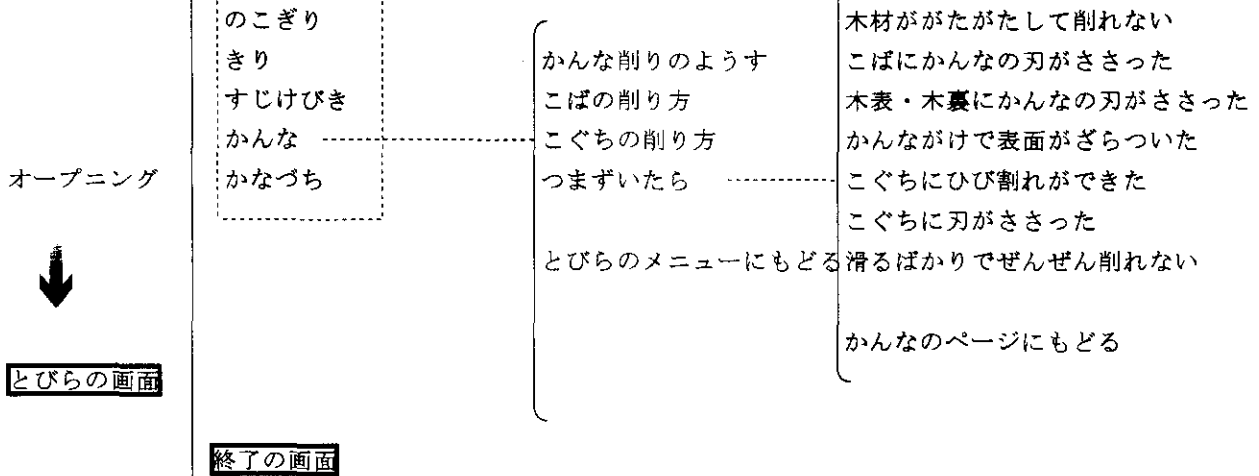 オープニング
とびらの画面
のこぎり
きり
すじけびき
かんな
かなづち
終了の画面
かんな削りのようす
こばの削り方
こぐちの削り方
つまずいたら
とびらのメニューにもどる
木材ががたがたして削れない
こばにかんなの刃がささった
木表・木裏にかんなの刃がささった
かんながけで表面がざらついた
こぐちにひび割れができた
こぐちに刃がささった
滑るばかりでぜんぜん削れない
かんなのページにもどる